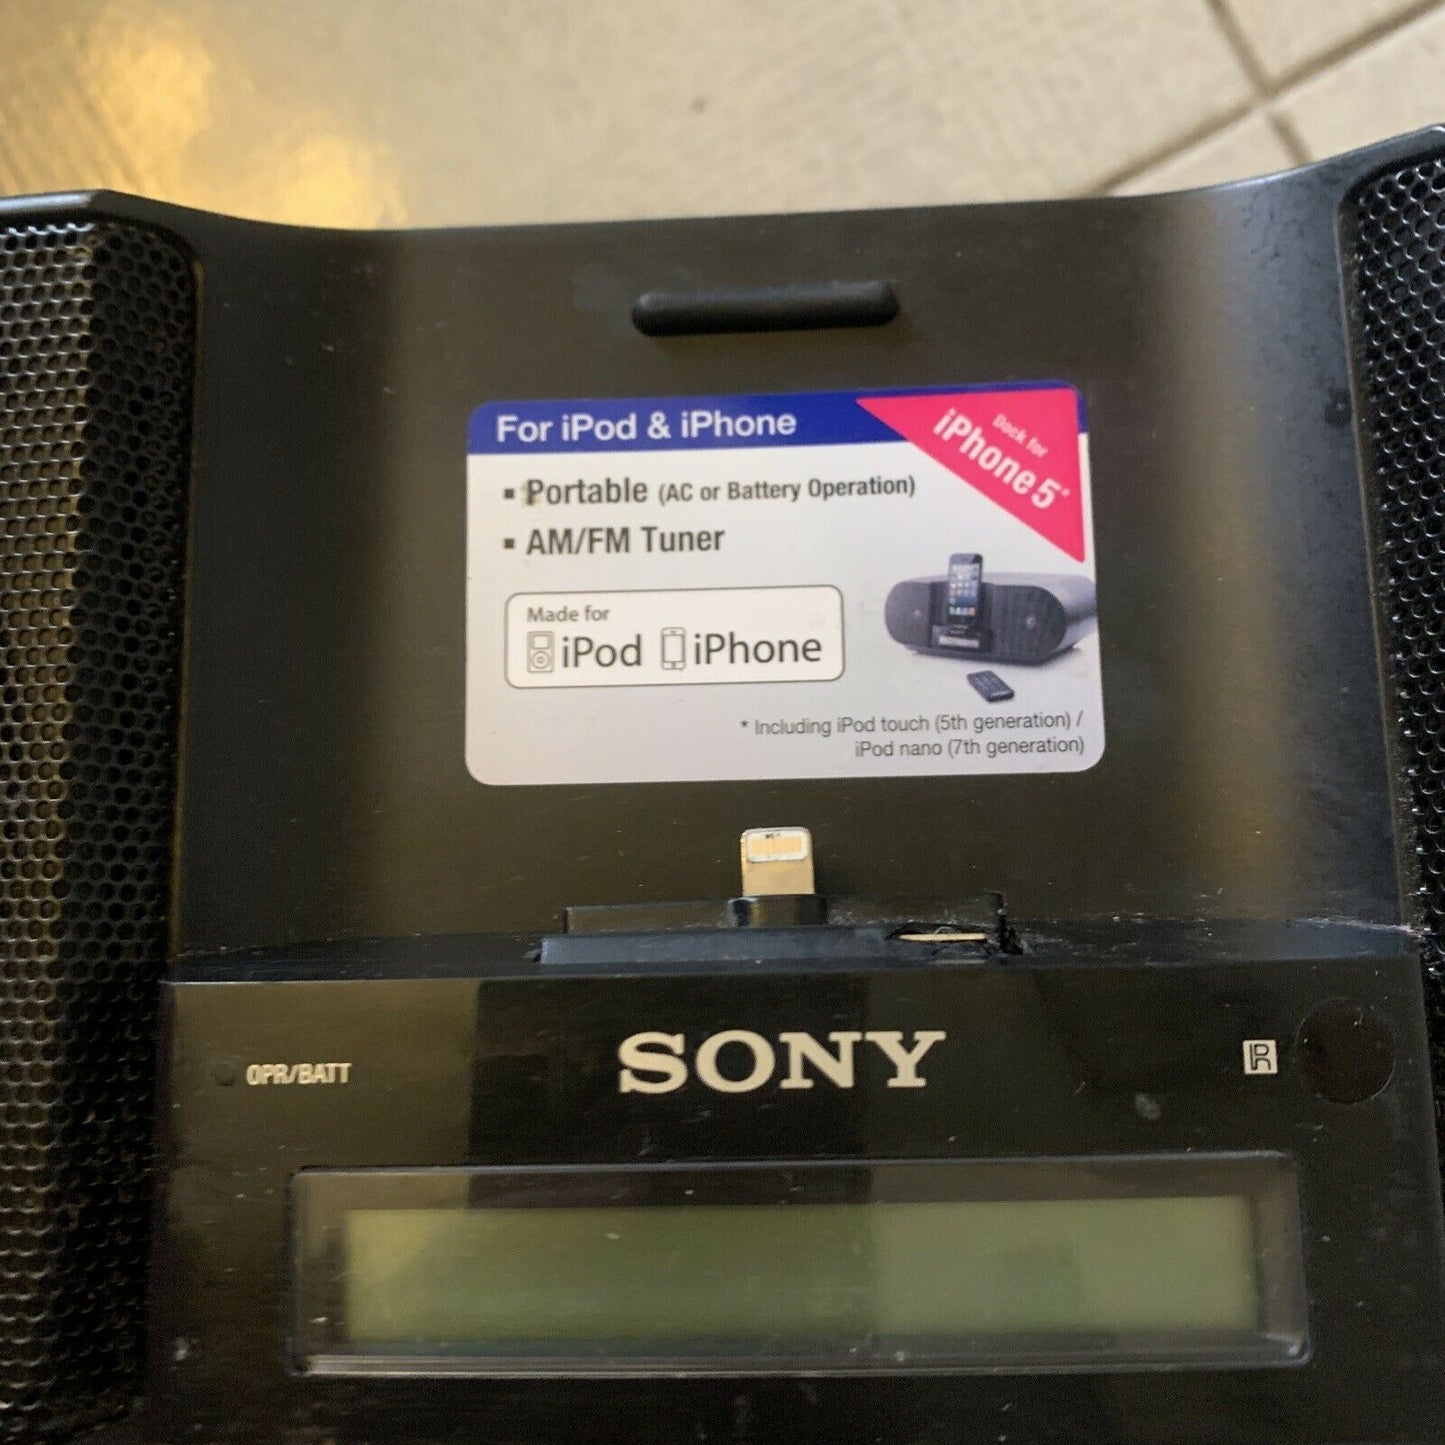 For iPod & iPhone
Dock for
iPhone 5*
▪ Portable (AC or Battery Operation)
▪ AM/FM Tuner
Made for
iPod iPhone
* Including iPod touch (5th generation) /
iPod nano (7th generation)
OPR/BATT
SONY
R